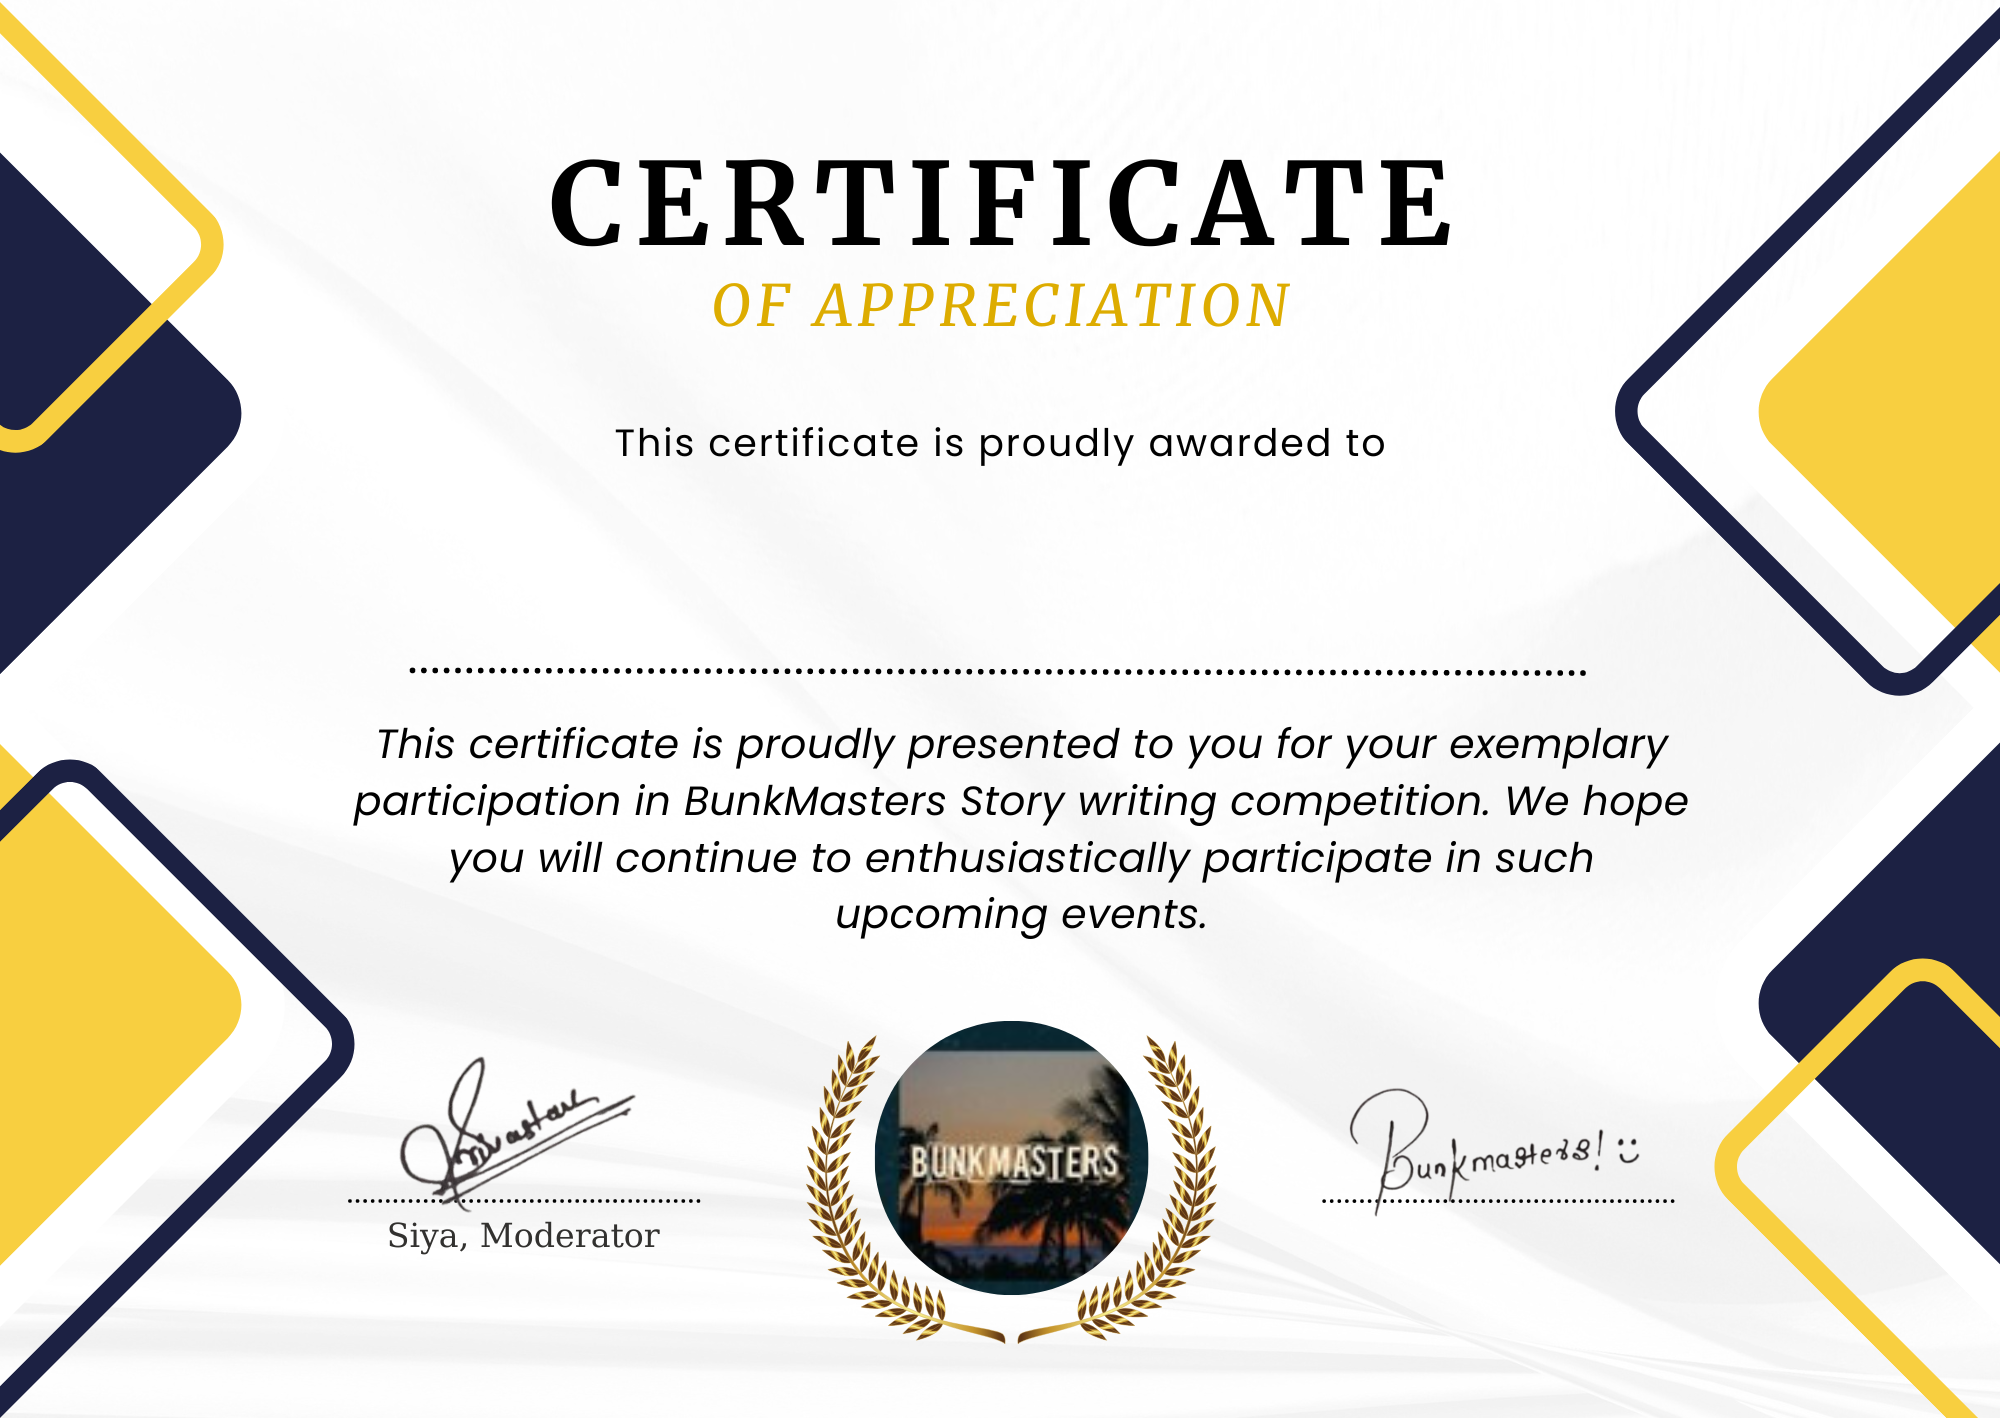 CERTIFICATE
OF APPRECIATION
This certificate is proudly awarded to
This certificate is proudly presented to you for your exemplary
participation in BunkMasters Story writing competition. We hope
you will continue to enthusiastically participate in such
upcoming events.
BUNKMASTERS
Srivastava
Bunkmasters! :)
Siya, Moderator